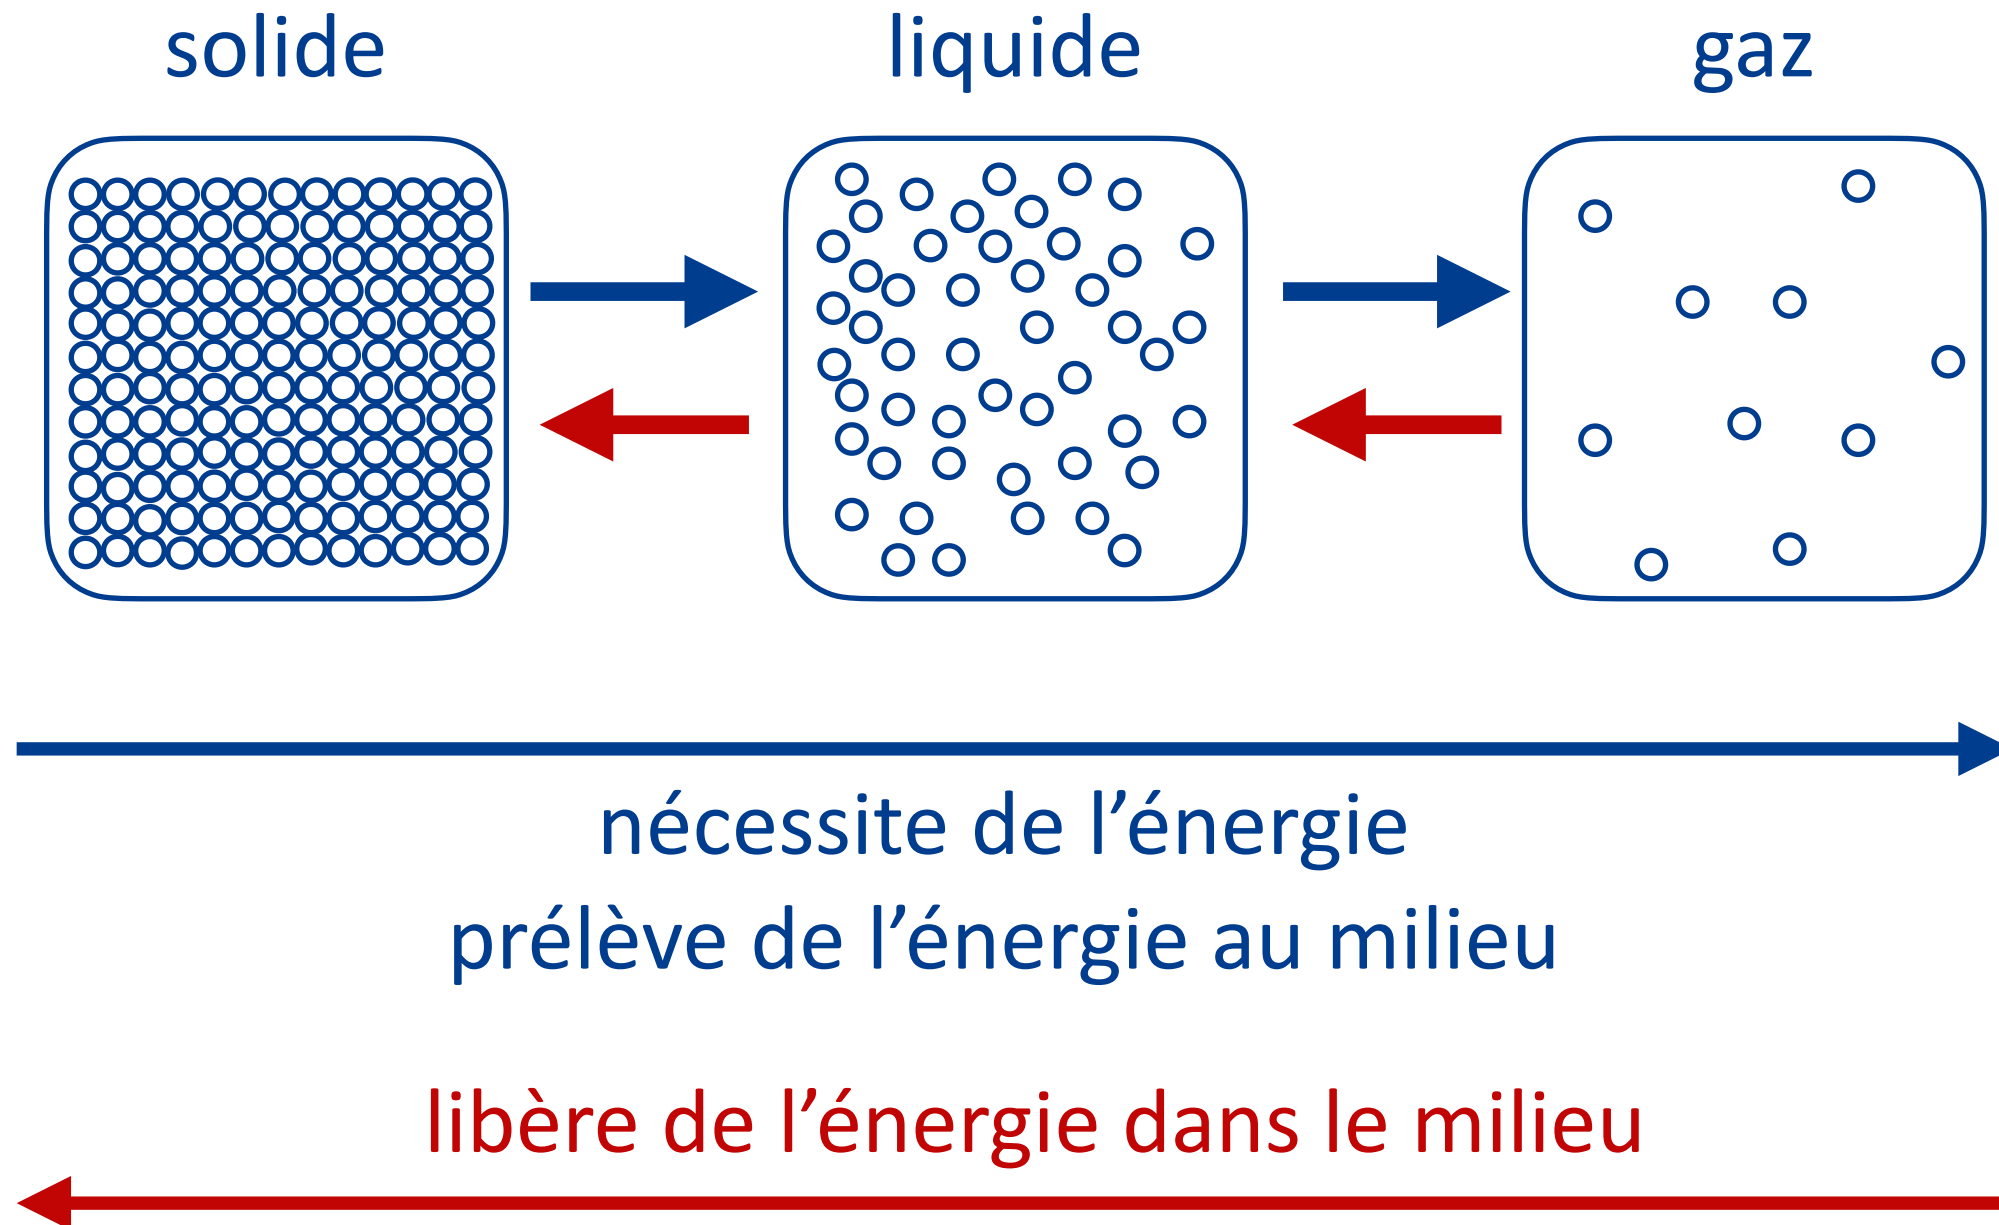 solide
liquide
gaz
nécessite de l’énergie
prélève de l’énergie au milieu
libère de l’énergie dans le milieu